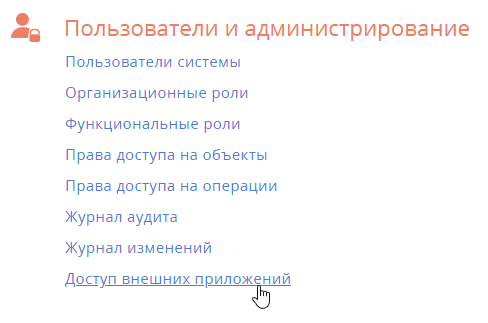 Пользователи и администрирование
Пользователи системы
Организационные роли
Функциональные роли
Права доступа на объекты
Права доступа на операции
Журнал аудита
Журнал изменений
Доступ внешних приложений